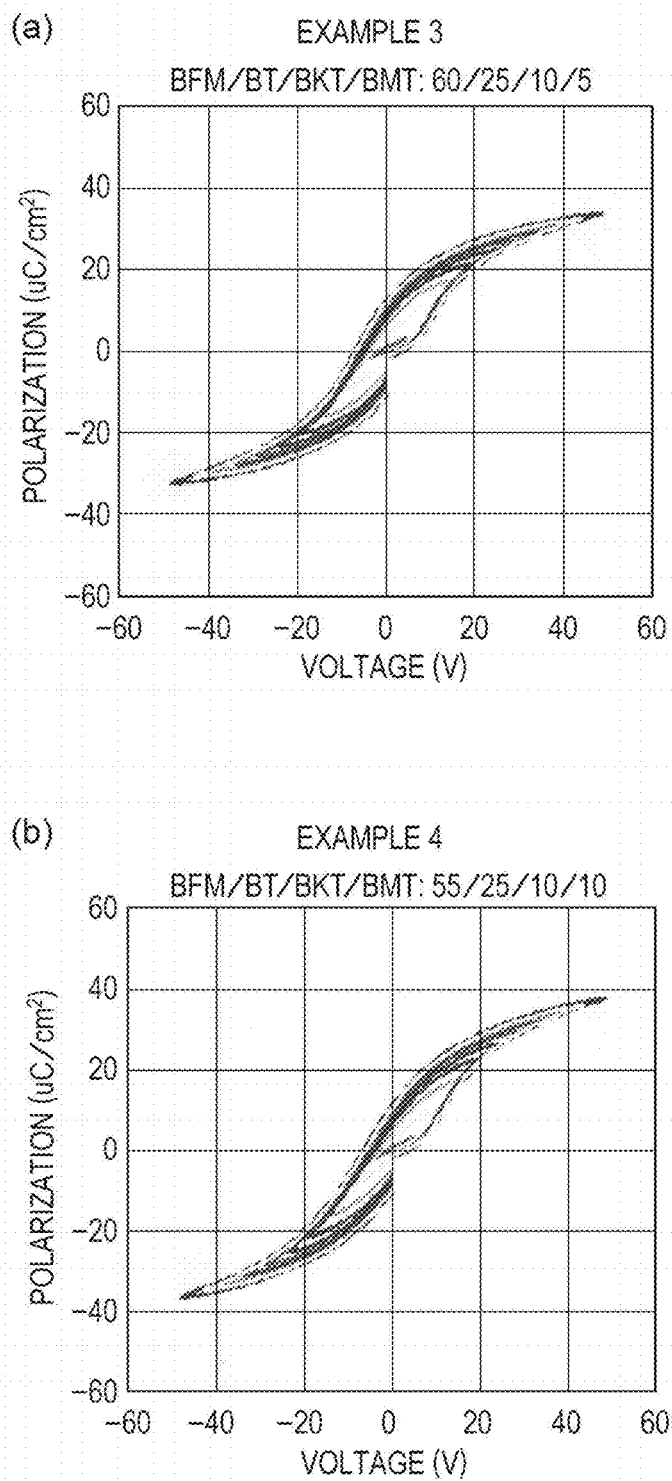 (a)
EXAMPLE 3
BFM/BT/BKT/BMT: 60/25/10/5
POLARIZATION (uC/cm²)
60
40
20
0
−20
−40
−60
−60 −40 −20 0 20 40 60
VOLTAGE (V)
(b)
EXAMPLE 4
BFM/BT/BKT/BMT: 55/25/10/10
POLARIZATION (uC/cm²)
60
40
20
0
−20
−40
−60
−60 −40 −20 0 20 40 60
VOLTAGE (V)